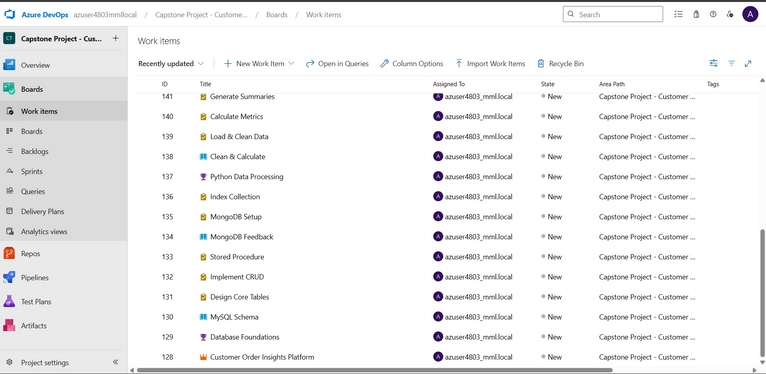 Azure DevOps azuser4803mmllocal / Capstone Project - Custome... / Boards / Work items Search A
CT Capstone Project - Cus... +
Work items
Recently updated New Work Item Open in Queries Column Options Import Work Items Recycle Bin
Overview
Boards
Work items
Boards
Backlogs
Sprints
Queries
Delivery Plans
Analytics views
Repos
Pipelines
Test Plans
Artifacts
Project settings
ID Title Assigned To State Area Path Tags
141 Generate Summaries A azuser4803_mml.local New Capstone Project - Customer ...
140 Calculate Metrics A azuser4803_mml.local New Capstone Project - Customer ...
139 Load & Clean Data A azuser4803_mml.local New Capstone Project - Customer ...
138 Clean & Calculate A azuser4803_mml.local New Capstone Project - Customer ...
137 Python Data Processing A azuser4803_mml.local New Capstone Project - Customer ...
136 Index Collection A azuser4803_mml.local New Capstone Project - Customer ...
135 MongoDB Setup A azuser4803_mml.local New Capstone Project - Customer ...
134 MongoDB Feedback A azuser4803_mml.local New Capstone Project - Customer ...
133 Stored Procedure A azuser4803_mml.local New Capstone Project - Customer ...
132 Implement CRUD A azuser4803_mml.local New Capstone Project - Customer ...
131 Design Core Tables A azuser4803_mml.local New Capstone Project - Customer ...
130 MySQL Schema A azuser4803_mml.local New Capstone Project - Customer ...
129 Database Foundations A azuser4803_mml.local New Capstone Project - Customer ...
128 Customer Order Insights Platform A azuser4803_mml.local New Capstone Project - Customer ...